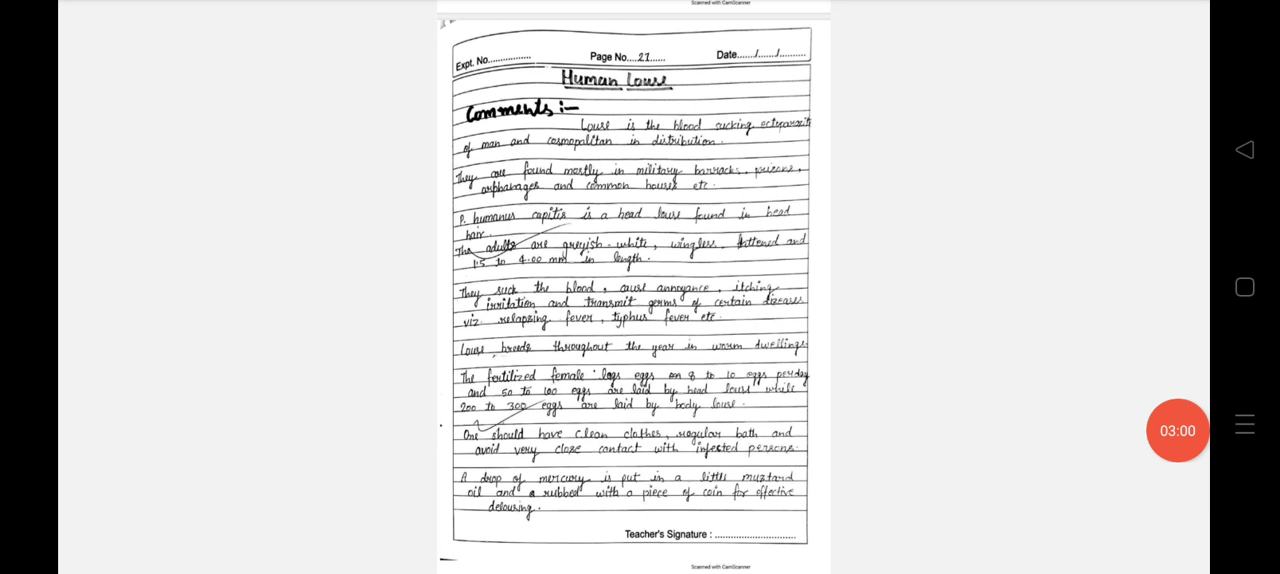 Scanned with CamScanner
Expt. No................ Page No....27...... Date....../....../..........
Human Louse
Comments :-
Louse is the blood sucking ectoparasite
of man and cosmopolitan in distribution.
They are found mostly in military barracks, prisons,
orphanages and common houses etc.
P. humanus capitis is a head louse found in head
hair.
The adults are greyish-white, wingless, flattened and
1.5 to 4.00 mm in length.
They suck the blood, cause annoyance, itching
irritation and transmit germs of certain diseases
viz. relapsing fever, typhus fever etc.
Louse breeds throughout the year in warm dwellings.
The fertilized female lags eggs on 8 to 10 eggs perday
and 50 to 100 eggs are laid by head louse while
200 to 300 eggs are laid by body louse.
One should have clean clothes, regular bath and
avoid very close contact with infected persons.
A drop of mercury is put in a little mustard
oil and a rubbed with a piece of coin for effective
delousing.
Teacher's Signature : .............................
Scanned with CamScanner
03:00